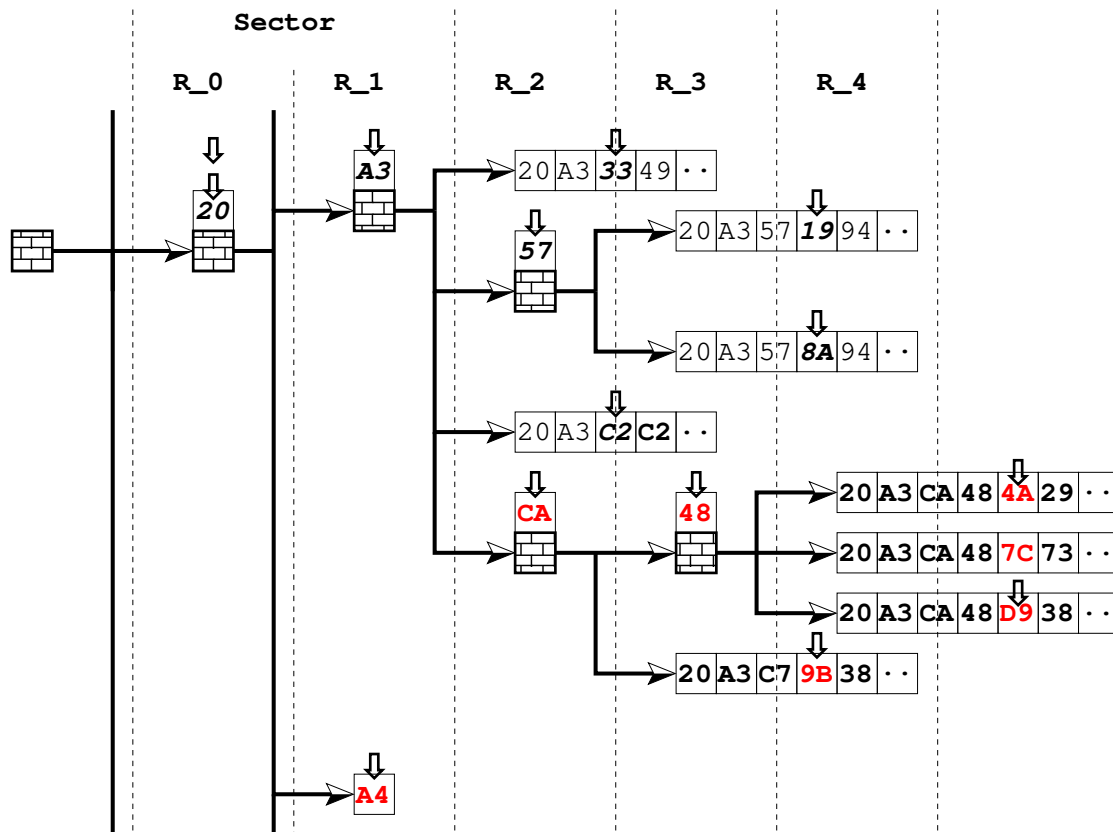 Sector
R_0 R_1 R_2 R_3 R_4
A3
20 A3 33 49 ..
20
20 A3 57 19 94 ..
57
20 A3 57 8A 94 ..
20 A3 C2 C2 ..
20 A3 CA 48 4A 29 ..
CA 48
20 A3 CA 48 7C 73 ..
20 A3 CA 48 D9 38 ..
20 A3 C7 9B 38 ..
A4